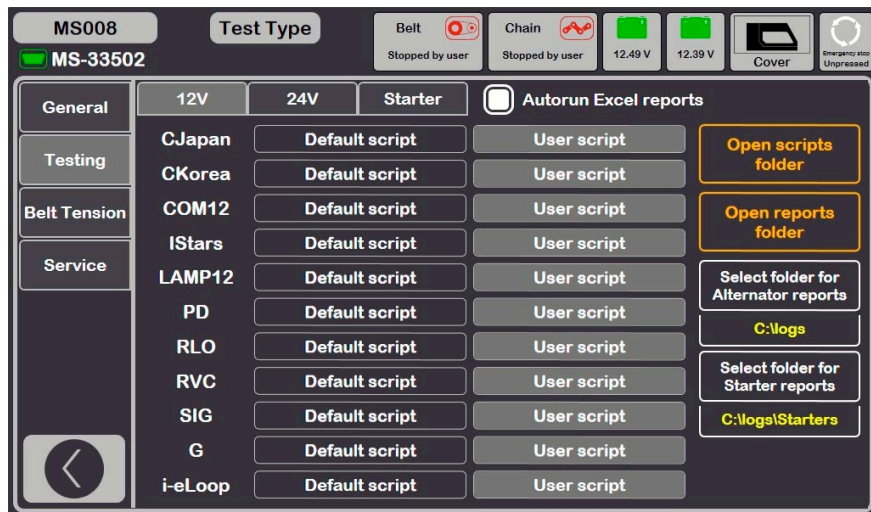 MS008
Test Type
Belt
Stopped by user
Chain
Stopped by user
12.49 V
12.39 V
Cover
Emergency stop
Unpressed
MS-33502
General
Testing
Belt Tension
Service
12V
24V
Starter
Autorun Excel reports
CJapan Default script User script
CKorea Default script User script
COM12 Default script User script
IStars Default script User script
LAMP12 Default script User script
PD Default script User script
RLO Default script User script
RVC Default script User script
SIG Default script User script
G Default script User script
i-eLoop Default script User script
Open scripts
folder
Open reports
folder
Select folder for
Alternator reports
C:\logs
Select folder for
Starter reports
C:\logs\Starters